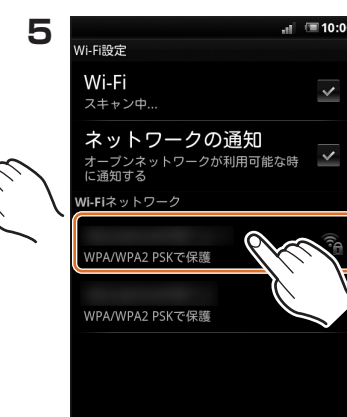 5
10:0
Wi-Fi設定
Wi-Fi
スキャン中...
ネットワークの通知
オープンネットワークが利用可能な時
に通知する
Wi-Fiネットワーク
WPA/WPA2 PSKで保護
WPA/WPA2 PSKで保護